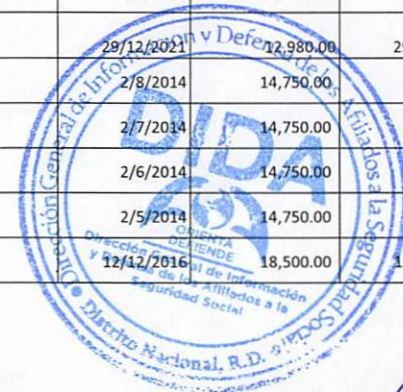 29/12/2021 12,980.00
2/8/2014 14,750.00
2/7/2014 14,750.00
2/6/2014 14,750.00
2/5/2014 14,750.00
12/12/2016 18,500.00
Dirección General de Información y Defensa de los Afiliados a la Seguridad Social
DIDA
ORIENTA
DEFIENDE
Dirección General de Información
y Defensa de los Afiliados a la
Seguridad Social
Distrito Nacional, R.D.